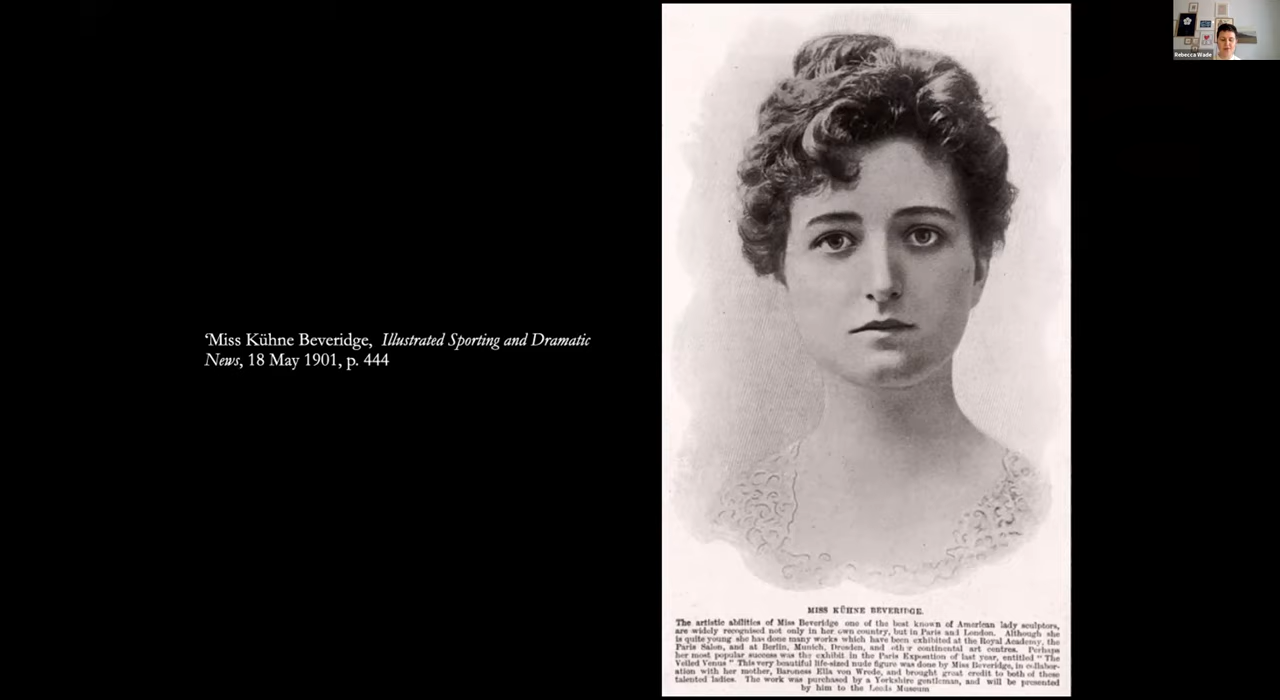 Rebecca Wade
‘Miss Kühne Beveridge, Illustrated Sporting and Dramatic
News, 18 May 1901, p. 444
MISS KÜHNE BEVERIDGE.
The artistic abilities of Miss Beveridge one of the best known of American lady sculptors,
are widely recognised not only in her own country, but in Paris and London. Although she
is quite young she has done many works which have been exhibited at the Royal Academy, the
Paris Salon, and at Berlin, Munich, Dresden, and other continental art centres. Perhaps
her most popular success was the exhibit in the Paris Exposition of last year, entitled “The
Veiled Venus” This very beautiful life-sized nude figure was done by Miss Beveridge, in collabor-
ation with her mother, Baroness Ella von Wrede, and brought great credit to both of these
talented ladies. The work was purchased by a Yorkshire gentleman, and will be presented
by him to the Leeds Museum